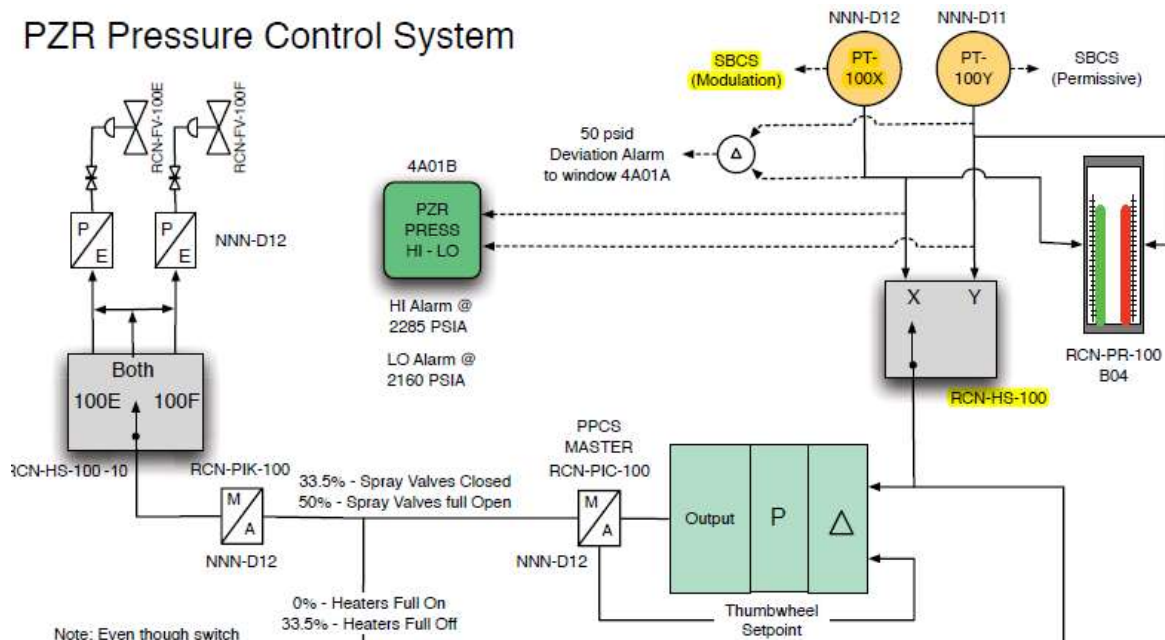 PZR Pressure Control System
NNN-D12
NNN-D11
SBCS
(Modulation)
PT-
100X
PT-
100Y
SBCS
(Permissive)
RCN-FV-100E
RCN-FV-100F
50 psid
Deviation Alarm
to window 4A01A
Δ
4A01B
PZR
PRESS
HI - LO
P
E
P
E
NNN-D12
HI Alarm @
2285 PSIA
LO Alarm @
2160 PSIA
X Y
RCN-PR-100
B04
Both
100E 100F
RCN-HS-100
RCN-HS-100 -10
RCN-PIK-100
33.5% - Spray Valves Closed
50% - Spray Valves full Open
PPCS
MASTER
RCN-PIC-100
M
A
M
A
Output P Δ
NNN-D12
NNN-D12
0% - Heaters Full On
33.5% - Heaters Full Off
Thumbwheel
Setpoint
Note: Even though switch